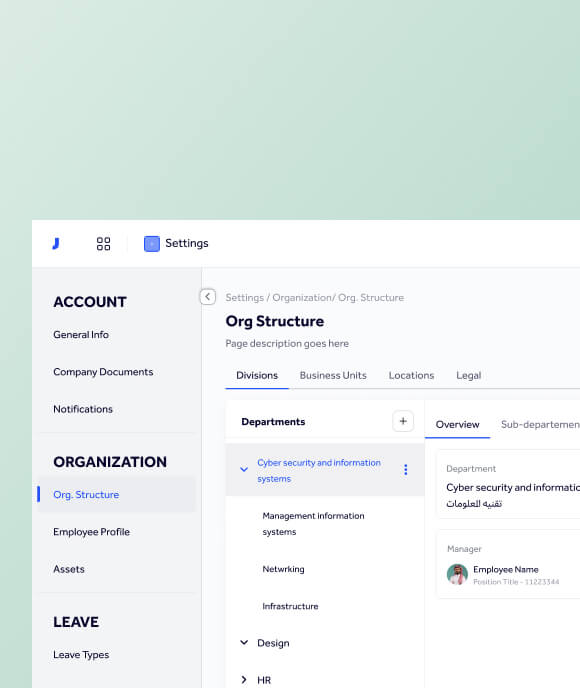 Settings
ACCOUNT
General Info
Company Documents
Notifications
ORGANIZATION
Org. Structure
Employee Profile
Assets
LEAVE
Leave Types
Settings / Organization/ Org. Structure
Org Structure
Page description goes here
Divisions Business Units Locations Legal
Departments +
Cyber security and information
systems
Management information
systems
Netwrking
Infrastructure
Design
HR
Overview Sub-departemen
Department
Cyber security and informatic
تقنيه المعلومات
Manager
Employee Name
Position Title - 11223344